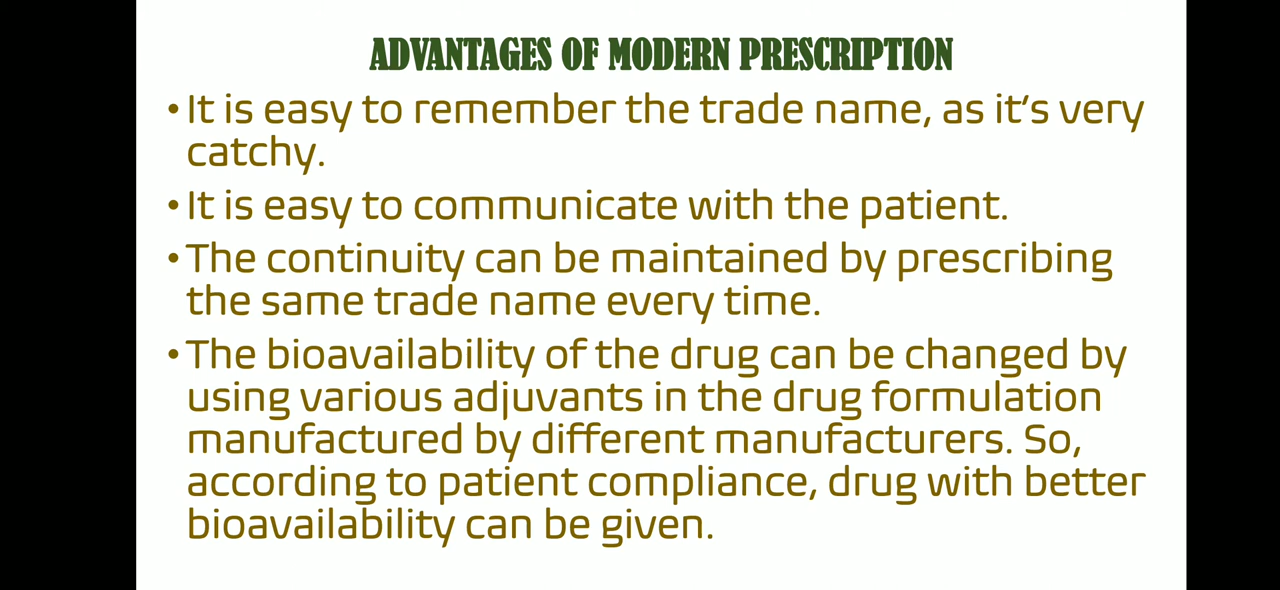 ADVANTAGES OF MODERN PRESCRIPTION
• It is easy to remember the trade name, as it's very
catchy.
• It is easy to communicate with the patient.
• The continuity can be maintained by prescribing
the same trade name every time.
• The bioavailability of the drug can be changed by
using various adjuvants in the drug formulation
manufactured by different manufacturers. So,
according to patient compliance, drug with better
bioavailability can be given.